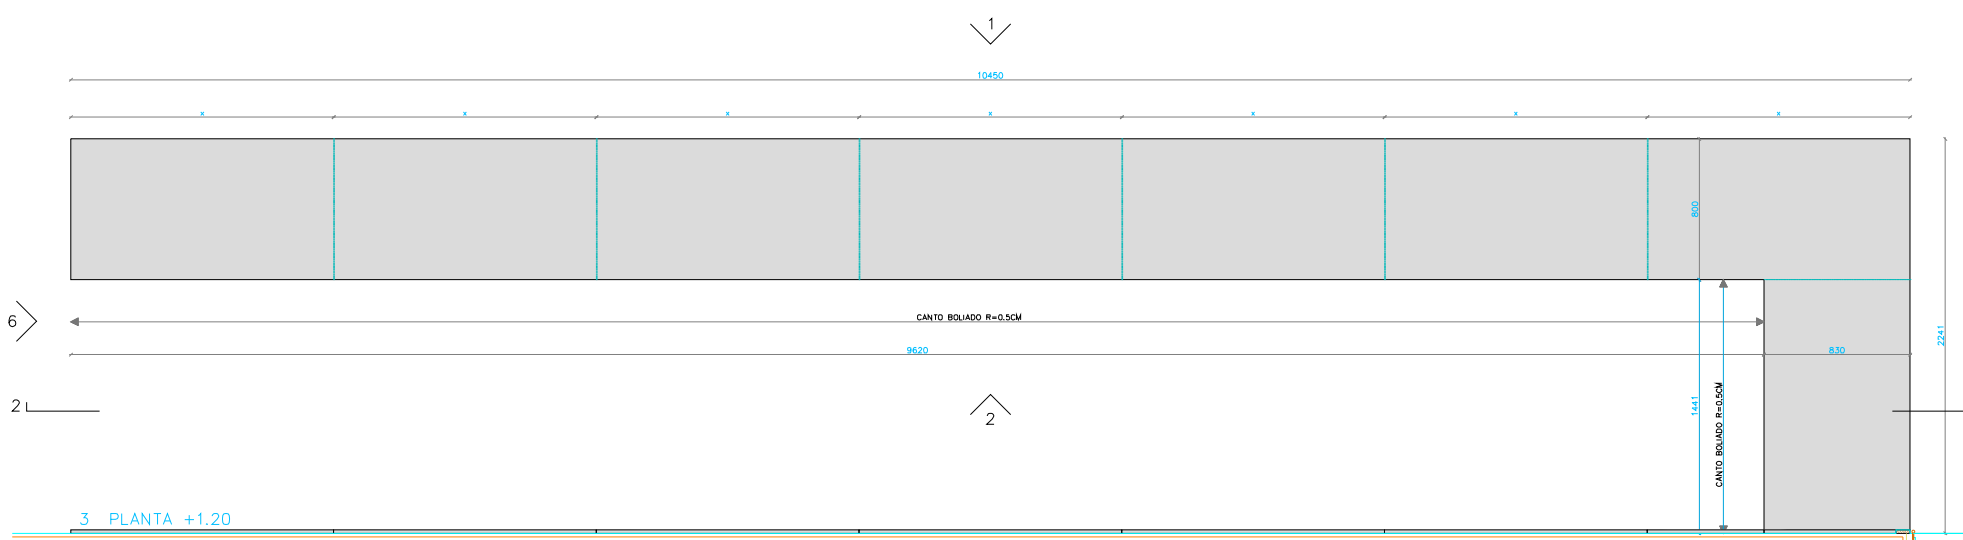 1
10450
x x x x x x x
800
6
CANTO BOLIADO R=0.5CM
9620
830
2241
2
2
1441
CANTO BOLIADO R=0.5CM
3 PLANTA +1.20